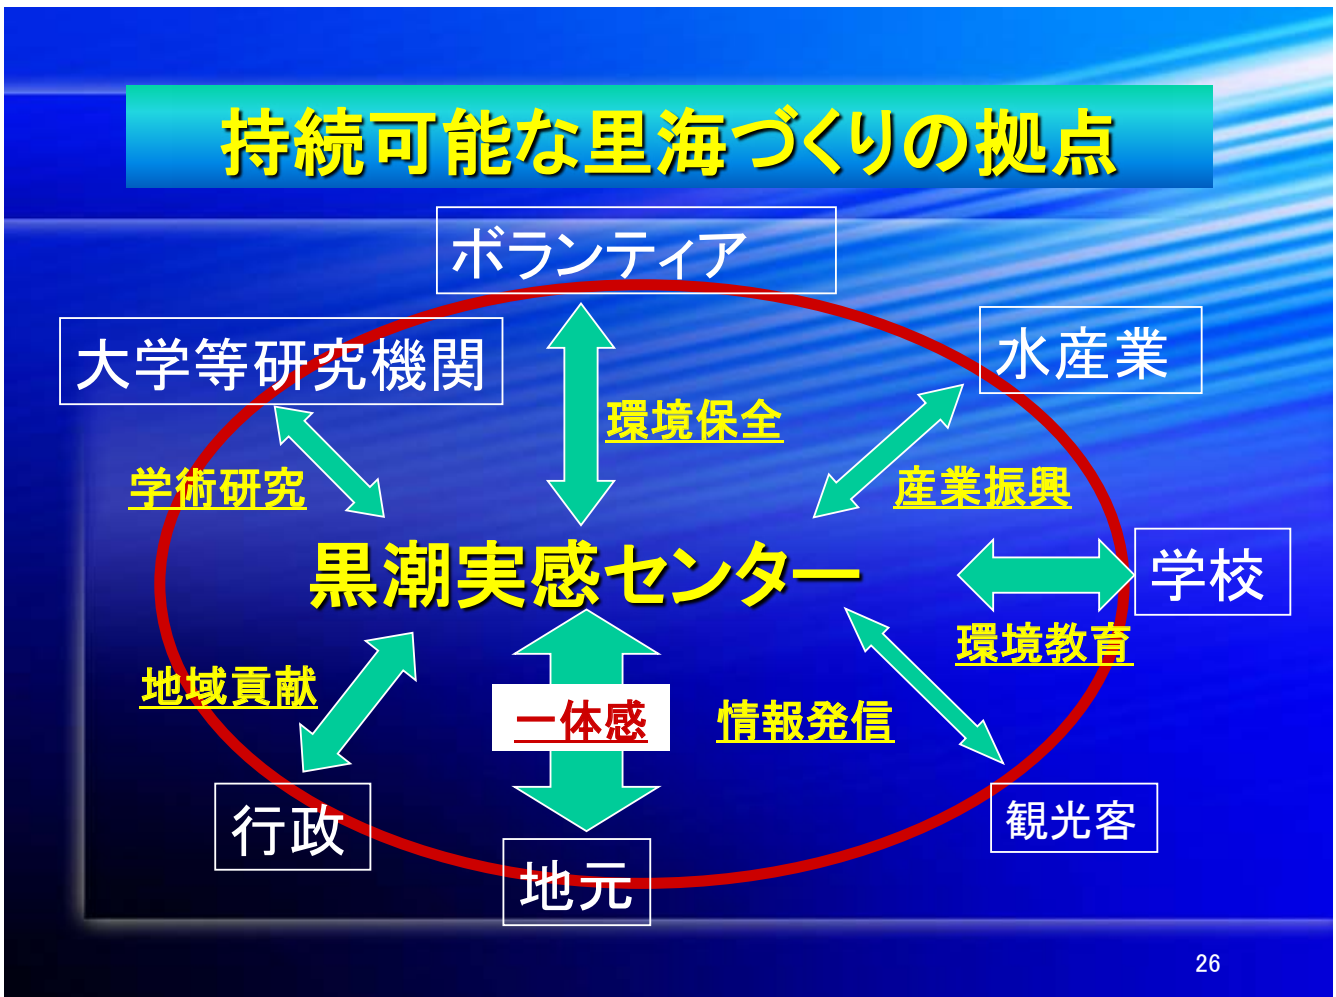 持続可能な里海づくりの拠点
ボランティア
大学等研究機関
水産業
環境保全
学術研究
産業振興
黒潮実感センター
学校
環境教育
地域貢献
一体感
情報発信
行政
観光客
地元
26